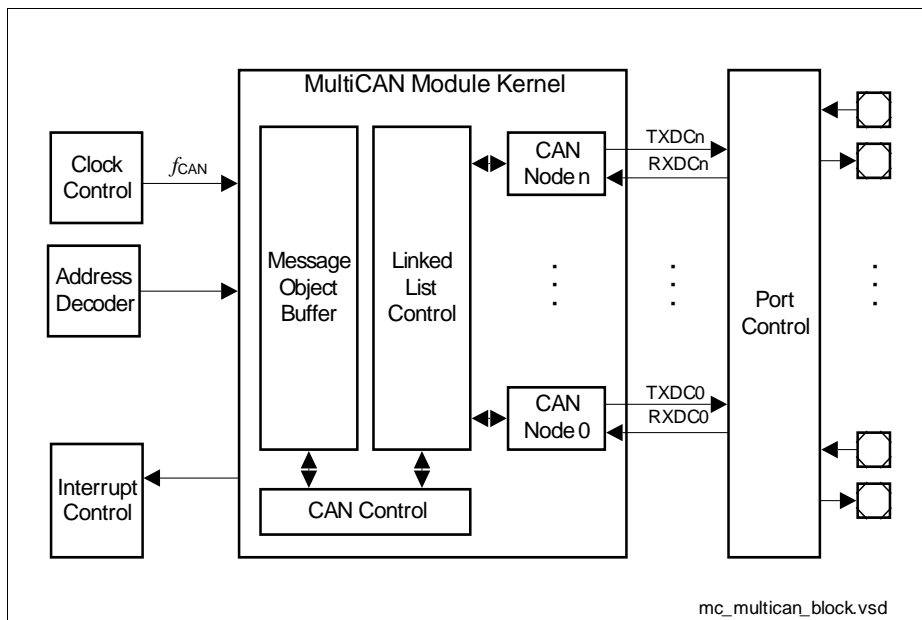 MultiCAN Module Kernel
Clock
Control
fCAN
Address
Decoder
Interrupt
Control
Message
Object
Buffer
Linked
List
Control
CAN Control
CAN
Node n
CAN
Node 0
TXDCn
RXDCn
TXDC0
RXDC0
Port
Control
mc_multican_block.vsd